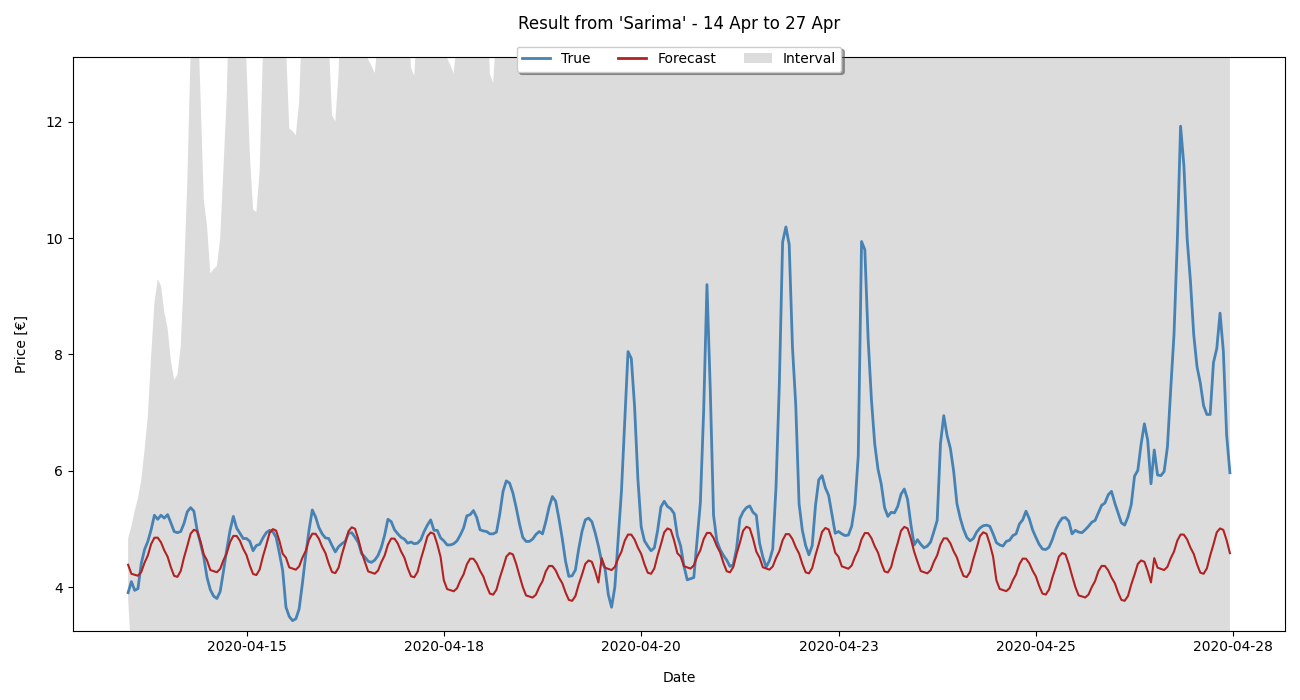 Result from 'Sarima' - 14 Apr to 27 Apr
True Forecast Interval
Price [€]
12
10
8
6
4
2020-04-15 2020-04-18 2020-04-20 2020-04-23 2020-04-25 2020-04-28
Date